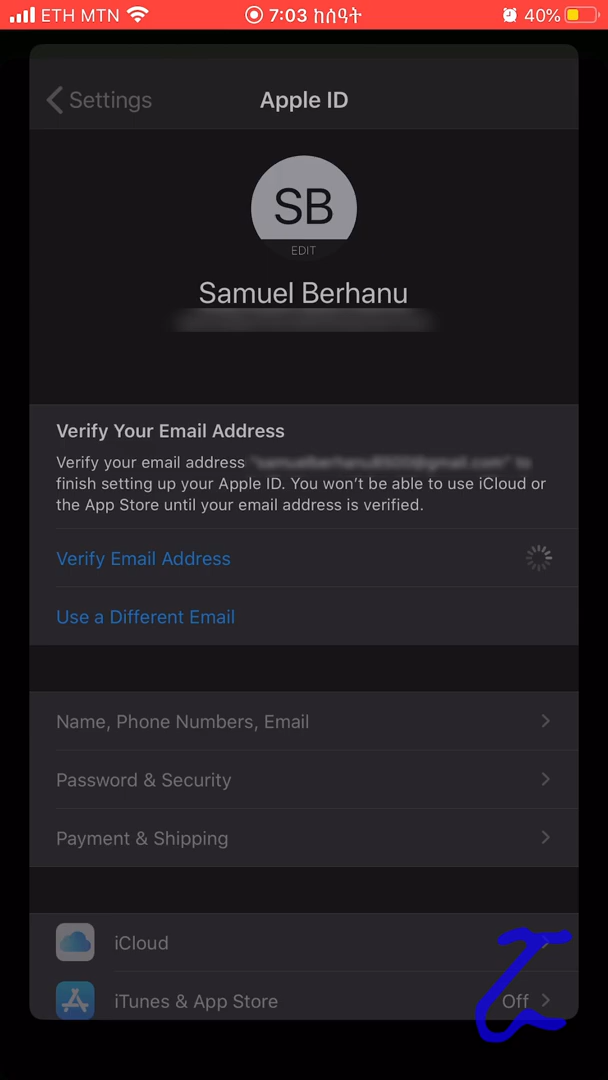 ETH MTN 7:03 ከሰዓት 40%
Settings Apple ID
SB
EDIT
Samuel Berhanu
Verify Your Email Address
Verify your email address
finish setting up your Apple ID. You won’t be able to use iCloud or
the App Store until your email address is verified.
Verify Email Address
Use a Different Email
Name, Phone Numbers, Email
Password & Security
Payment & Shipping
iCloud
iTunes & App Store Off